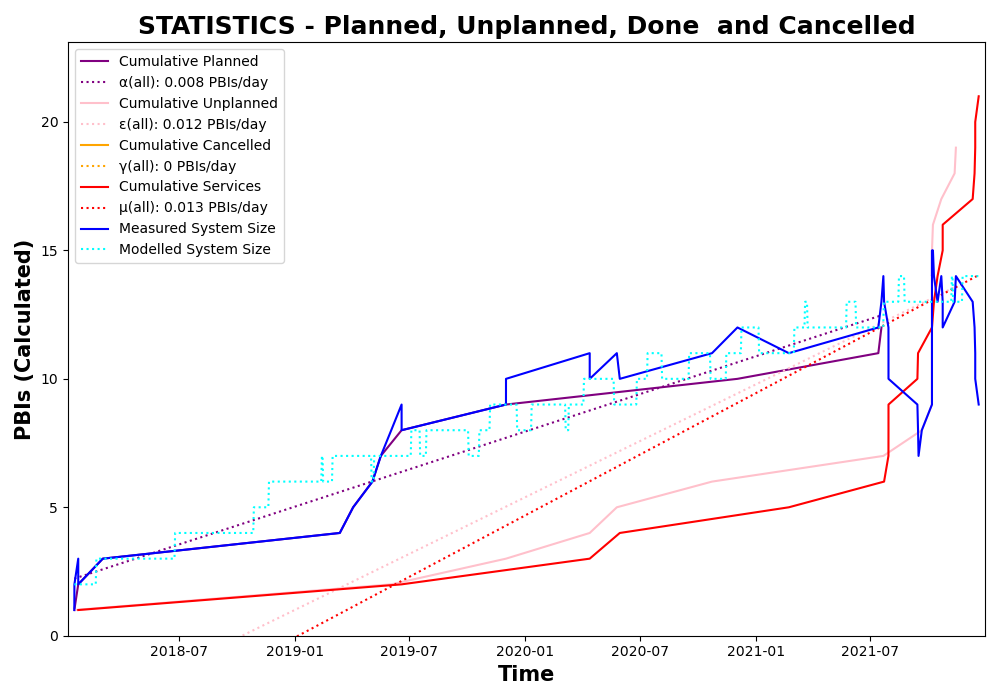 STATISTICS - Planned, Unplanned, Done  and Cancelled
Cumulative Planned
α(all): 0.008 PBIs/day
Cumulative Unplanned
ε(all): 0.012 PBIs/day
Cumulative Cancelled
γ(all): 0 PBIs/day
Cumulative Services
μ(all): 0.013 PBIs/day
Measured System Size
Modelled System Size
PBIs (Calculated)
20
15
10
5
0
2018-07 2019-01 2019-07 2020-01 2020-07 2021-01 2021-07
Time